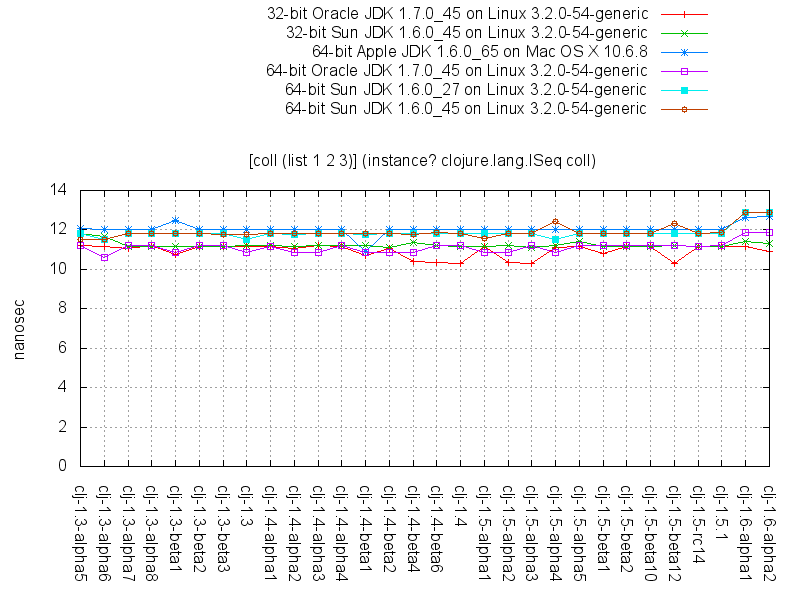 32-bit Oracle JDK 1.7.0_45 on Linux 3.2.0-54-generic
32-bit Sun JDK 1.6.0_45 on Linux 3.2.0-54-generic
64-bit Apple JDK 1.6.0_65 on Mac OS X 10.6.8
64-bit Oracle JDK 1.7.0_45 on Linux 3.2.0-54-generic
64-bit Sun JDK 1.6.0_27 on Linux 3.2.0-54-generic
64-bit Sun JDK 1.6.0_45 on Linux 3.2.0-54-generic
[coll (list 1 2 3)] (instance? clojure.lang.ISeq coll)
14
12
10
8
6
4
2
0
nanosec
clj-1.3-alpha5
clj-1.3-alpha6
clj-1.3-alpha7
clj-1.3-alpha8
clj-1.3-beta1
clj-1.3-beta2
clj-1.3-beta3
clj-1.3
clj-1.4-alpha1
clj-1.4-alpha2
clj-1.4-alpha3
clj-1.4-alpha4
clj-1.4-beta1
clj-1.4-beta2
clj-1.4-beta4
clj-1.4-beta6
clj-1.4
clj-1.5-alpha1
clj-1.5-alpha2
clj-1.5-alpha3
clj-1.5-alpha4
clj-1.5-alpha5
clj-1.5-beta1
clj-1.5-beta2
clj-1.5-beta10
clj-1.5-beta12
clj-1.5-rc14
clj-1.5.1
clj-1.6-alpha1
clj-1.6-alpha2